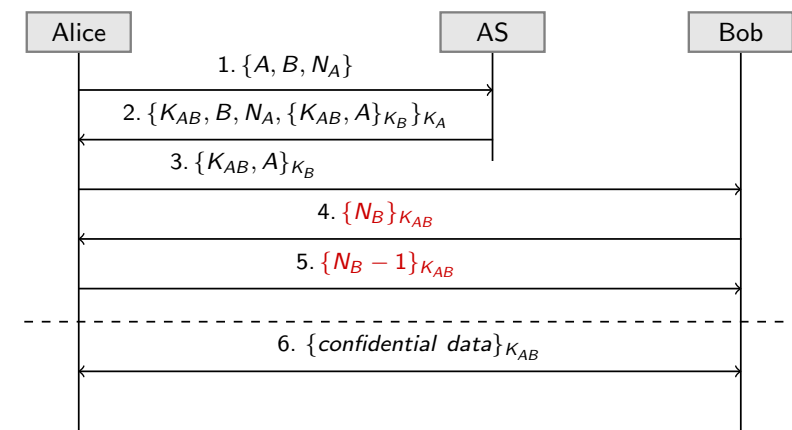 Alice AS Bob
1. {A, B, N_A}
2. {K_AB, B, N_A, {K_AB, A}_K_B}_K_A
3. {K_AB, A}_K_B
4. {N_B}_K_AB
5. {N_B − 1}_K_AB
6. {confidential data}_K_AB